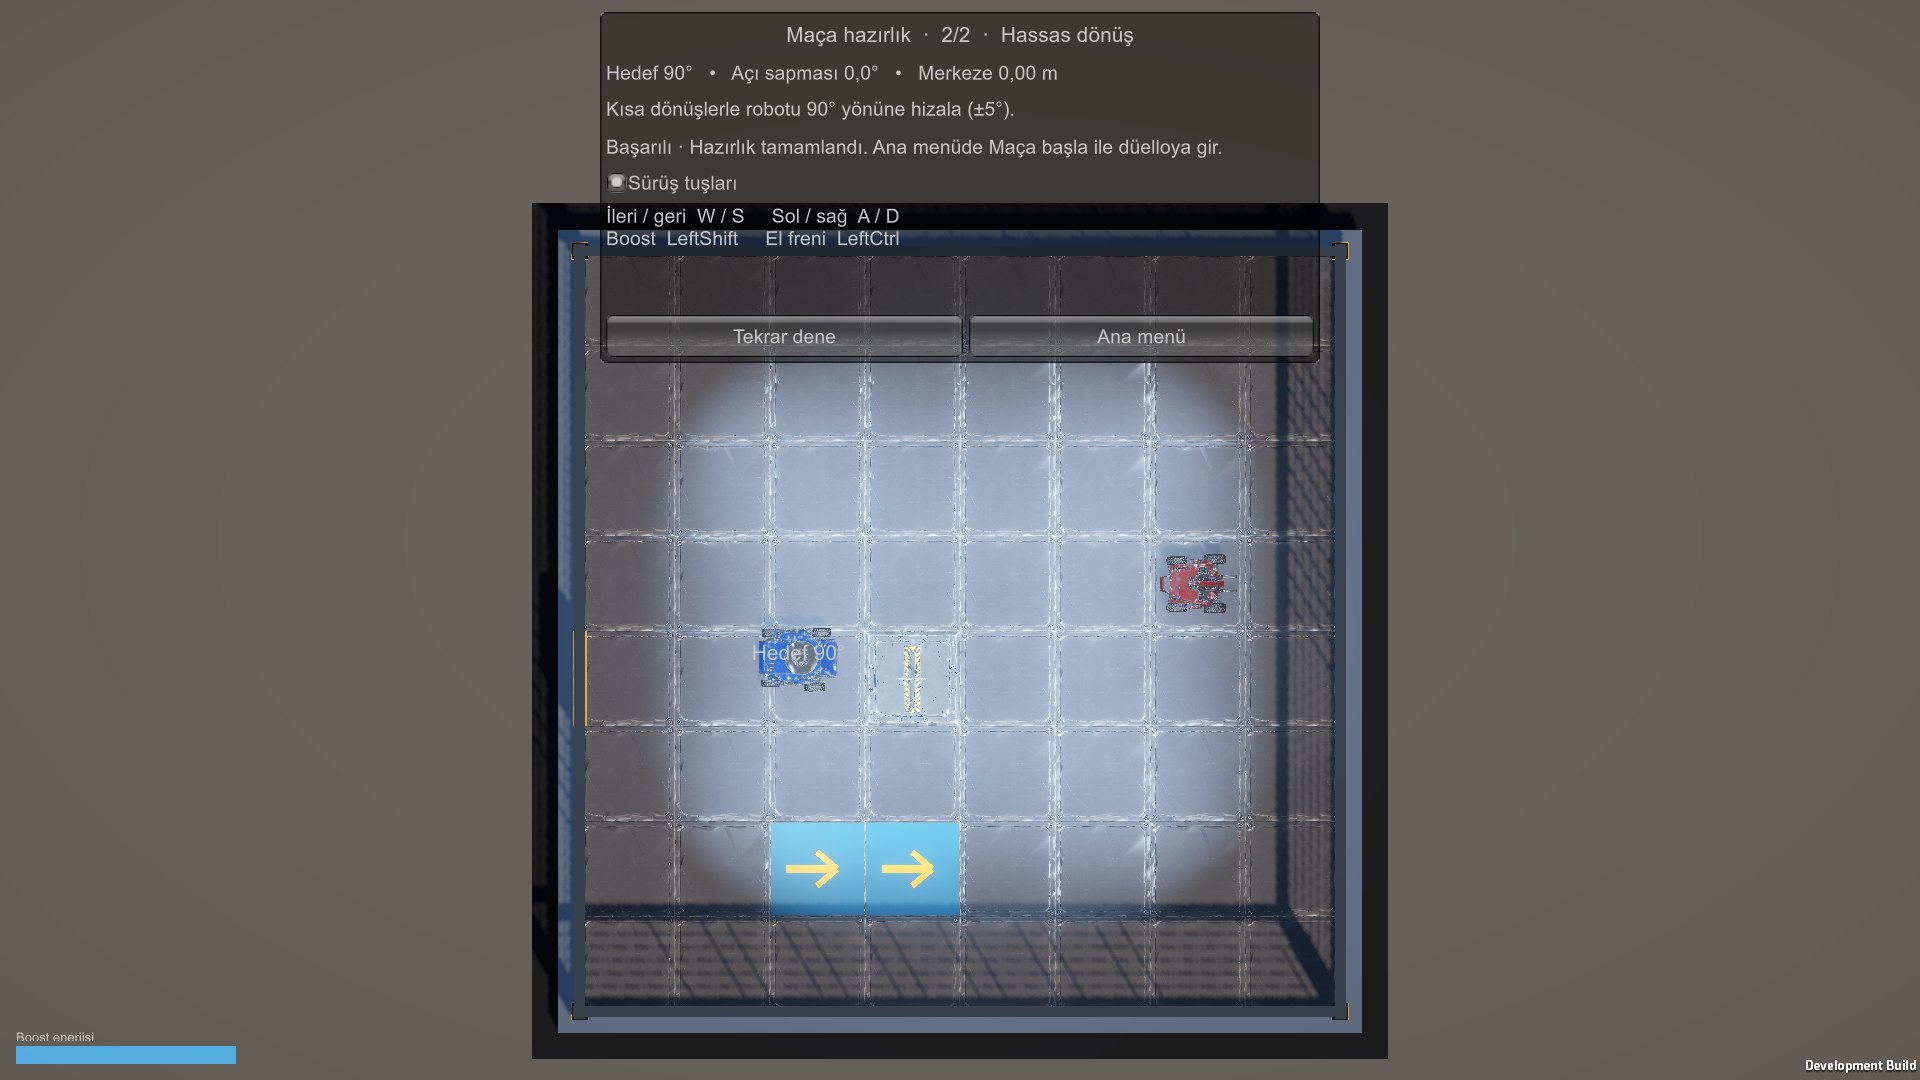 Maça hazırlık · 2/2 · Hassas dönüş
Hedef 90° • Açı sapması 0,0° • Merkeze 0,00 m
Kısa dönüşlerle robotu 90° yönüne hizala (±5°).
Başarılı · Hazırlık tamamlandı. Ana menüde Maça başla ile düelloya gir.
Sürüş tuşları
İleri / geri W / S Sol / sağ A / D
Boost LeftShift El freni LeftCtrl
Tekrar dene Ana menü
Hedef 90°
Boost enerjisi
Development Build